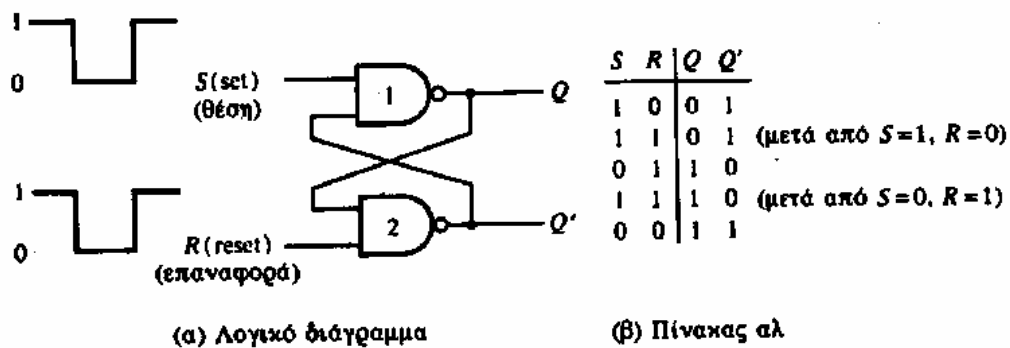 1
0
S(set)
(θέση)
1
Q
1
0
R(reset)
(επαναφορά)
2
Q'
(α) Λογικό διάγραμμα
S R Q Q'
1 0 0 1
1 1 0 1 (μετά από S=1, R=0)
0 1 1 0
1 1 1 0 (μετά από S=0, R=1)
0 0 1 1
(β) Πίνακας αλ